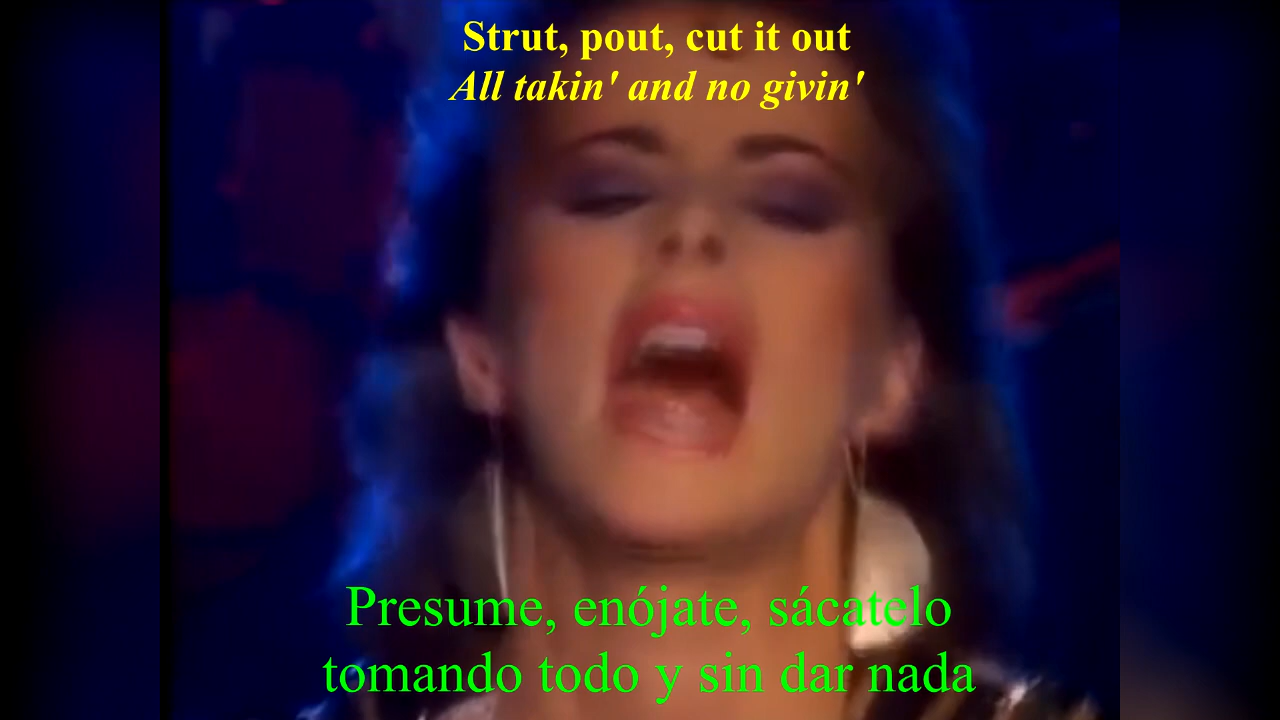 Strut, pout, cut it out
All takin' and no givin'
Presume, enójate, sácatelo
tomando todo y sin dar nada